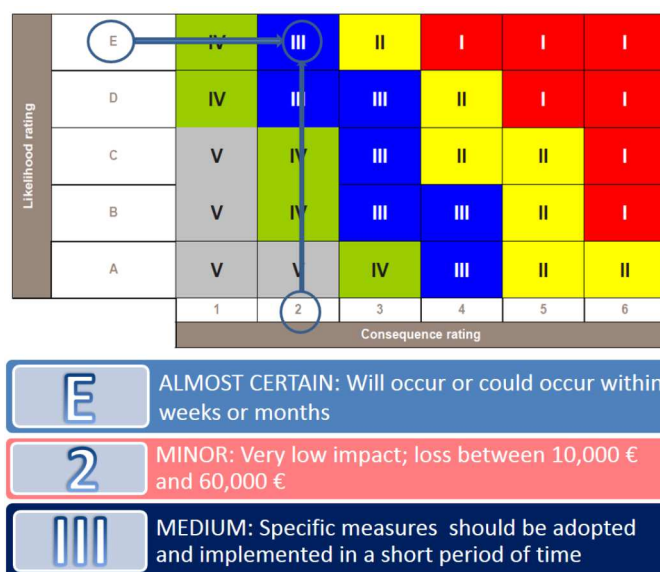 Likelihood rating
E IV III II I I I
D IV III III II I I
C V IV III II II I
B V IV III III II I
A V V IV III II II
1 2 3 4 5 6
Consequence rating
E
ALMOST CERTAIN: Will occur or could occur within
weeks or months
2
MINOR: Very low impact; loss between 10,000 €
and 60,000 €
III
MEDIUM: Specific measures should be adopted
and implemented in a short period of time